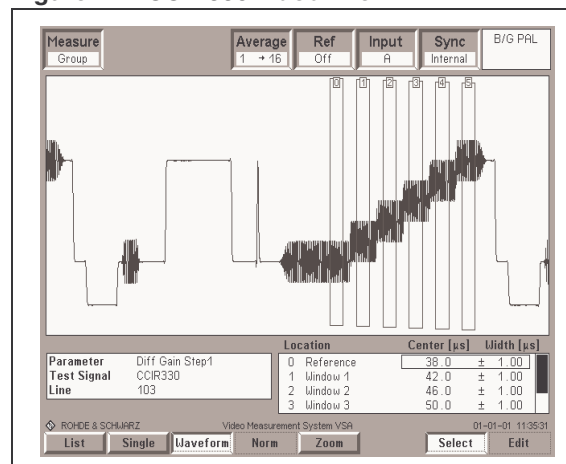 Measure
Group
Average
1 → 16
Ref
Off
Input
A
Sync
Internal
B/G PAL
0 1 2 3 4 5
Parameter Diff Gain Step1
Test Signal CCIR330
Line 103
Location Center [µs] Width [µs]
0 Reference 38.0 ± 1.00
1 Window 1 42.0 ± 1.00
2 Window 2 46.0 ± 1.00
3 Window 3 50.0 ± 1.00
ROHDE & SCHWARZ Video Measurement System VSA 01-01-01 11:35:31
List Single Waveform Norm Zoom Select Edit